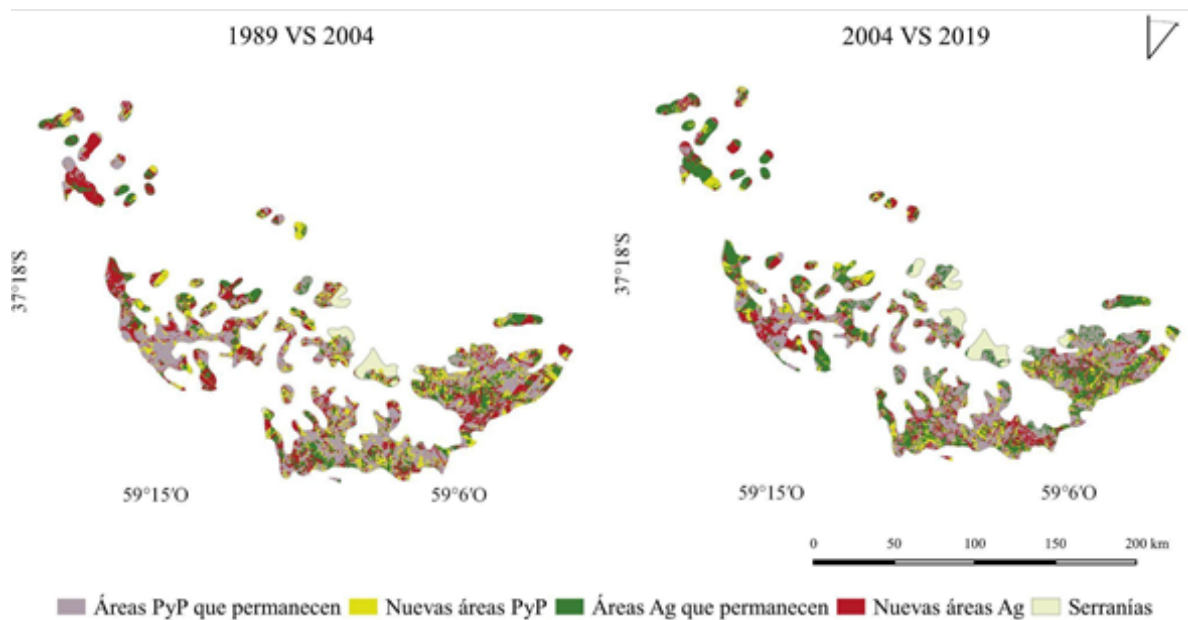 1989 VS 2004
2004 VS 2019
37°18'S
37°18'S
59°15'O
59°6'O
59°15'O
59°6'O
0 50 100 150 200 km
Áreas PyP que permanecen Nuevas áreas PyP Áreas Ag que permanecen Nuevas áreas Ag Serranías